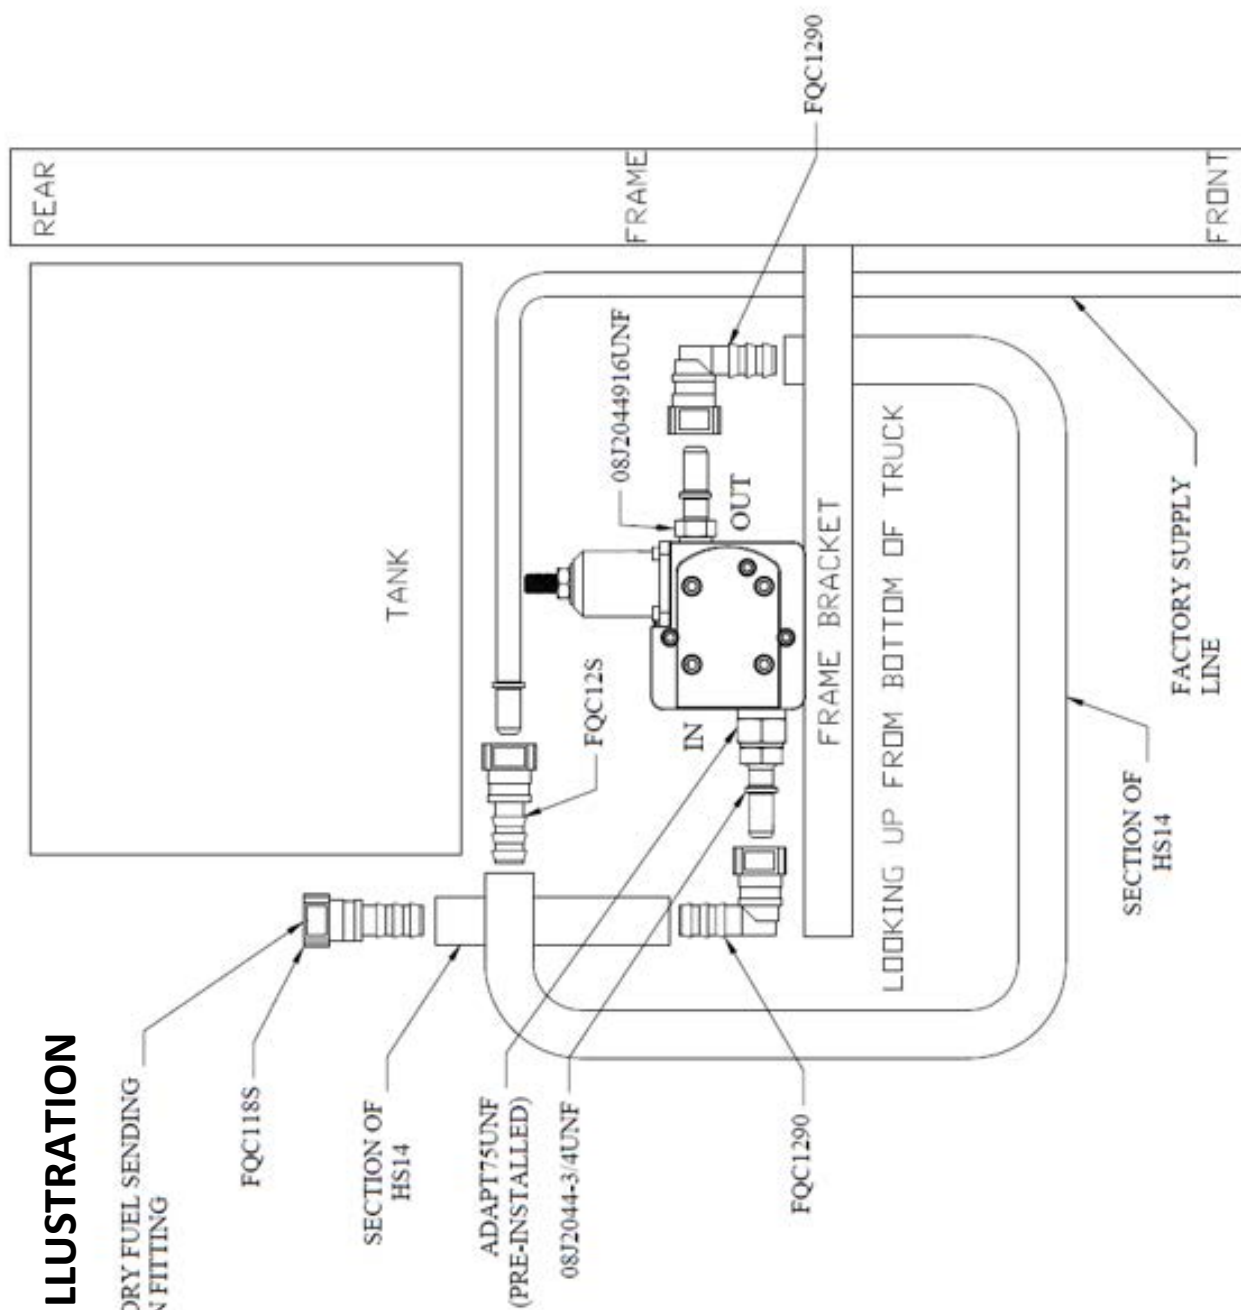 LLUSTRATION
ORY FUEL SENDING
N FITTING
FQC118S
SECTION OF
HS14
ADAPT75UNF
(PRE-INSTALLED)
08J2044-3/4UNF
FQC1290
TANK
REAR
FRAME
FRONT
FQC12S
IN
OUT
08J2044916UNF
FQC1290
FRAME BRACKET
LOOKING UP FROM BOTTOM OF TRUCK
SECTION OF
HS14
FACTORY SUPPLY
LINE